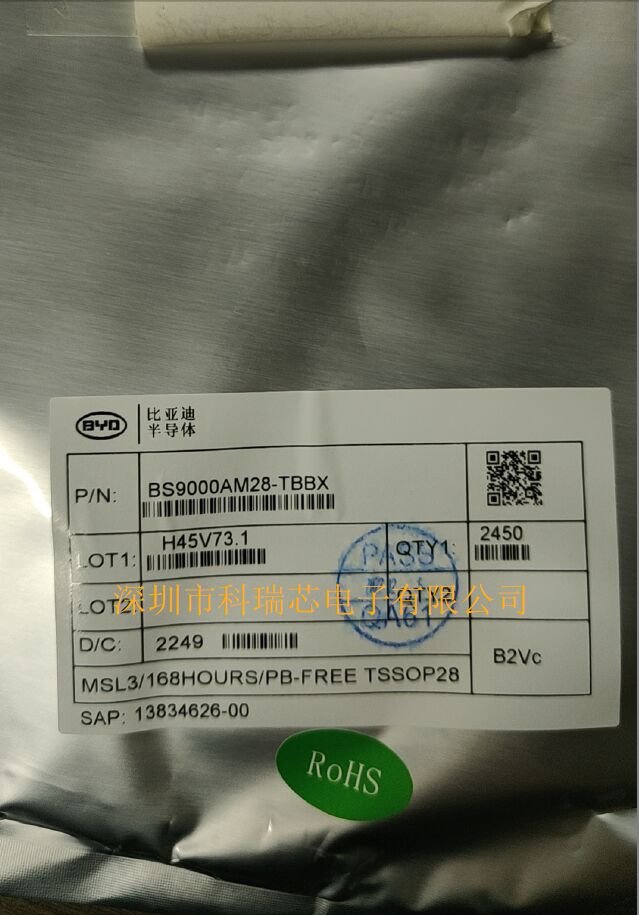 BYD
比亚迪
半导体
P/N: BS9000AM28-TBBX
LOT1: H45V73.1 QTY1: 2450
LOT2:
深圳市科瑞芯电子有限公司
D/C: 2249
B2Vc
MSL3/168HOURS/PB-FREE TSSOP28
SAP: 13834626-00
PASS
RoHS